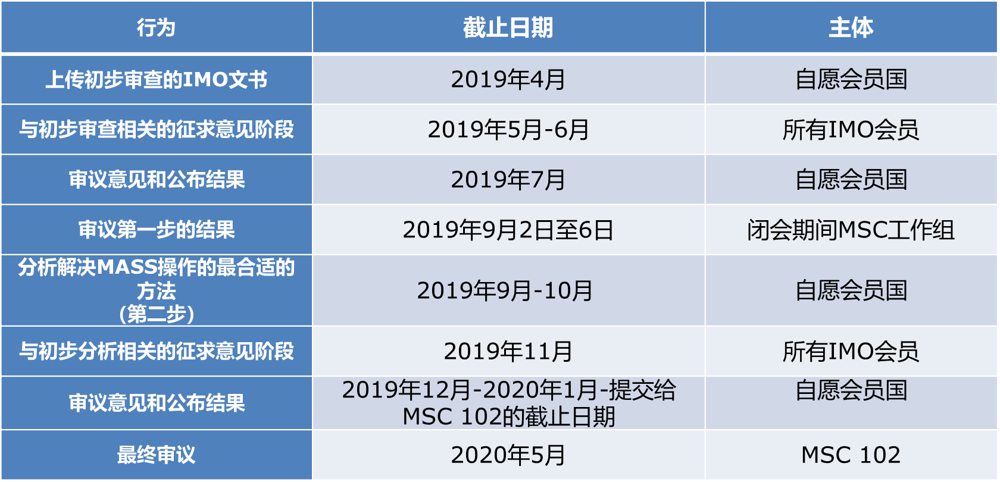 行为
截止日期
主体
上传初步审查的IMO文书
2019年4月
自愿会员国
与初步审查相关的征求意见阶段
2019年5月-6月
所有IMO会员
审议意见和公布结果
2019年7月
自愿会员国
审议第一步的结果
2019年9月2日至6日
闭会期间MSC工作组
分析解决MASS操作的最合适的
方法
（第二步）
2019年9月-10月
自愿会员国
与初步分析相关的征求意见阶段
2019年11月
所有IMO会员
审议意见和公布结果
2019年12月-2020年1月-提交给
MSC 102的截止日期
自愿会员国
最终审议
2020年5月
MSC 102